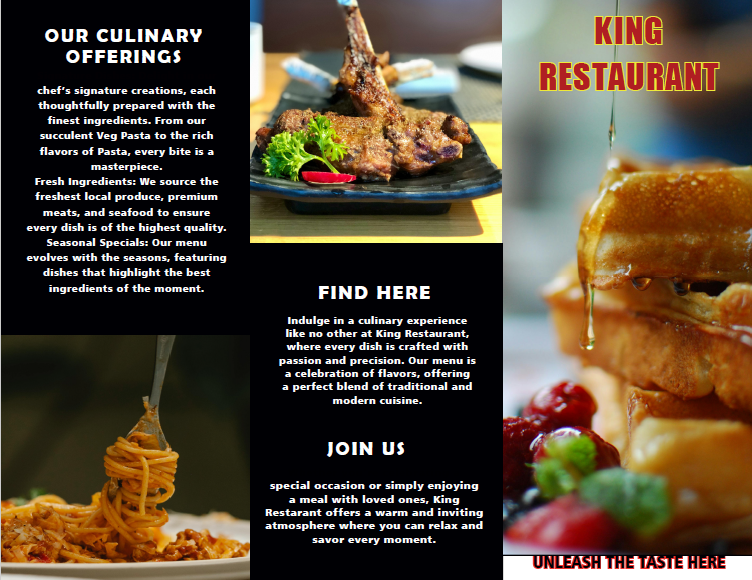 OUR CULINARY
OFFERINGS
chef's signature creations, each
thoughtfully prepared with the
finest ingredients. From our
succulent Veg Pasta to the rich
flavors of Pasta, every bite is a
masterpiece.
Fresh Ingredients: We source the
freshest local produce, premium
meats, and seafood to ensure
every dish is of the highest quality.
Seasonal Specials: Our menu
evolves with the seasons, featuring
dishes that highlight the best
ingredients of the moment.
FIND HERE
Indulge in a culinary experience
like no other at King Restaurant,
where every dish is crafted with
passion and precision. Our menu is
a celebration of flavors, offering
a perfect blend of traditional and
modern cuisine.
JOIN US
special occasion or simply enjoying
a meal with loved ones, King
Restarant offers a warm and inviting
atmosphere where you can relax and
savor every moment.
KING
RESTAURANT
UNLEASH THE TASTE HERE